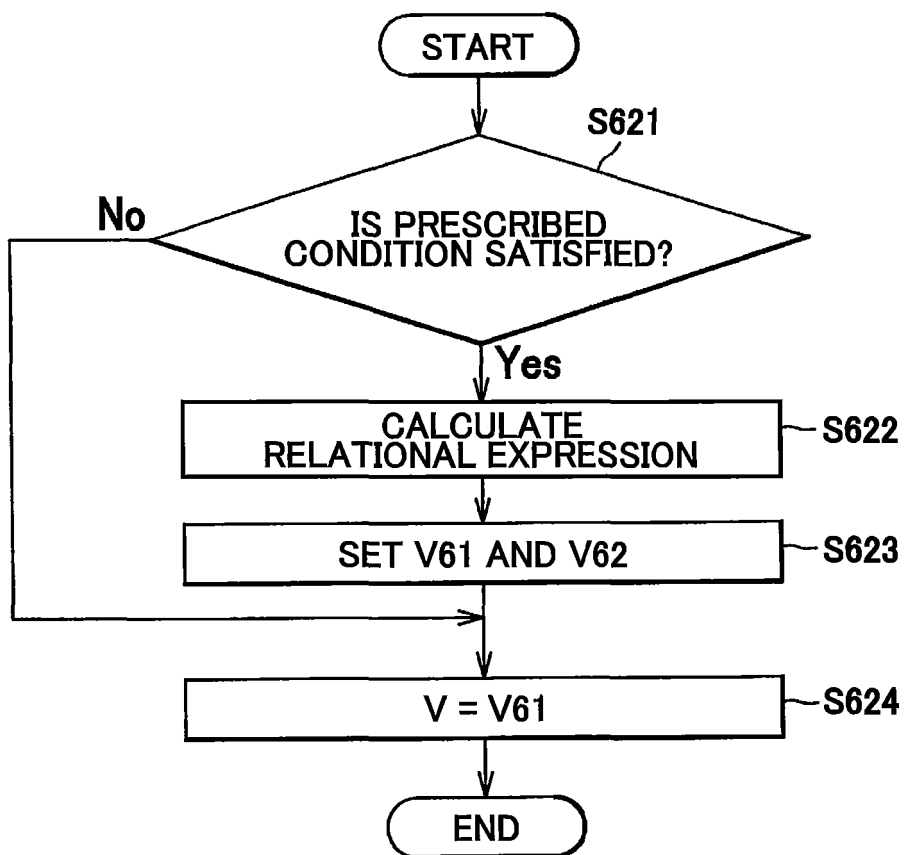 START
S621
No
IS PRESCRIBED
CONDITION SATISFIED?
Yes
CALCULATE
RELATIONAL EXPRESSION
S622
SET V61 AND V62
S623
V = V61
S624
END